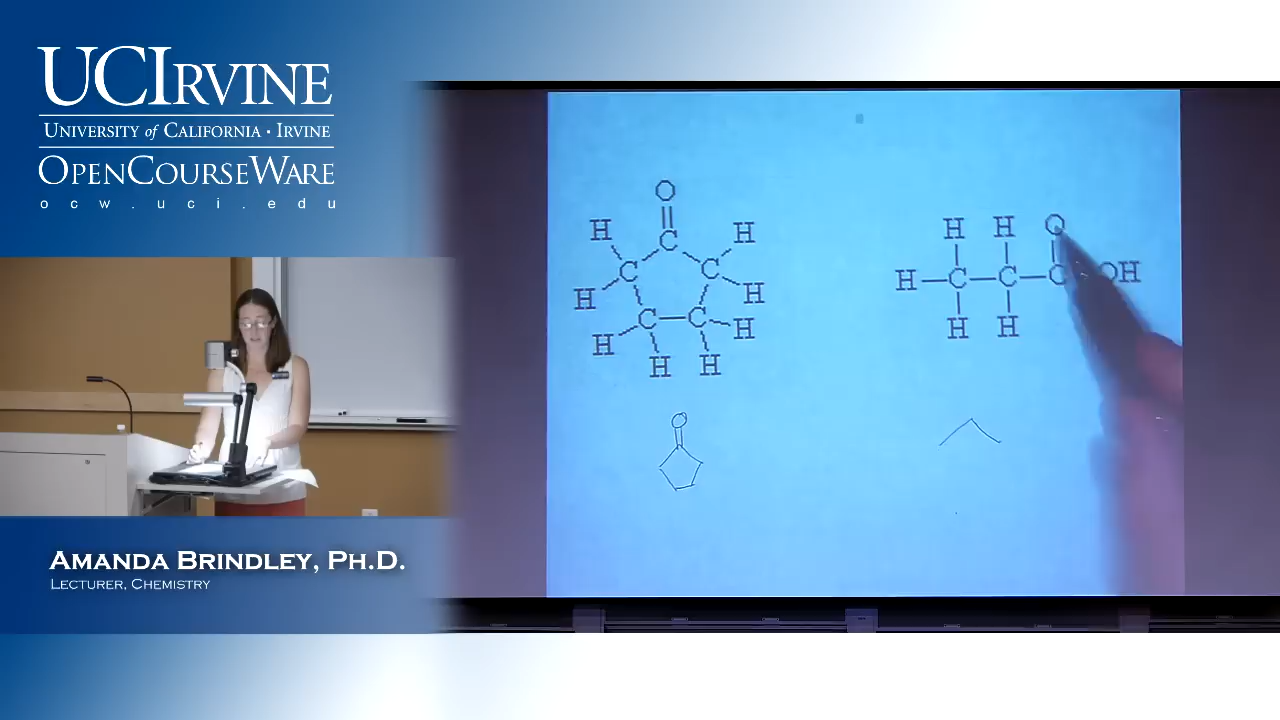 UCIRVINE
UNIVERSITY of CALIFORNIA · IRVINE
OPENCOURSEWARE
ocw.uci.edu
O
H C H
C C
H H
C C H
H H H
H H O
H C C C OH
H H
O
AMANDA BRINDLEY, PH.D.
LECTURER, CHEMISTRY